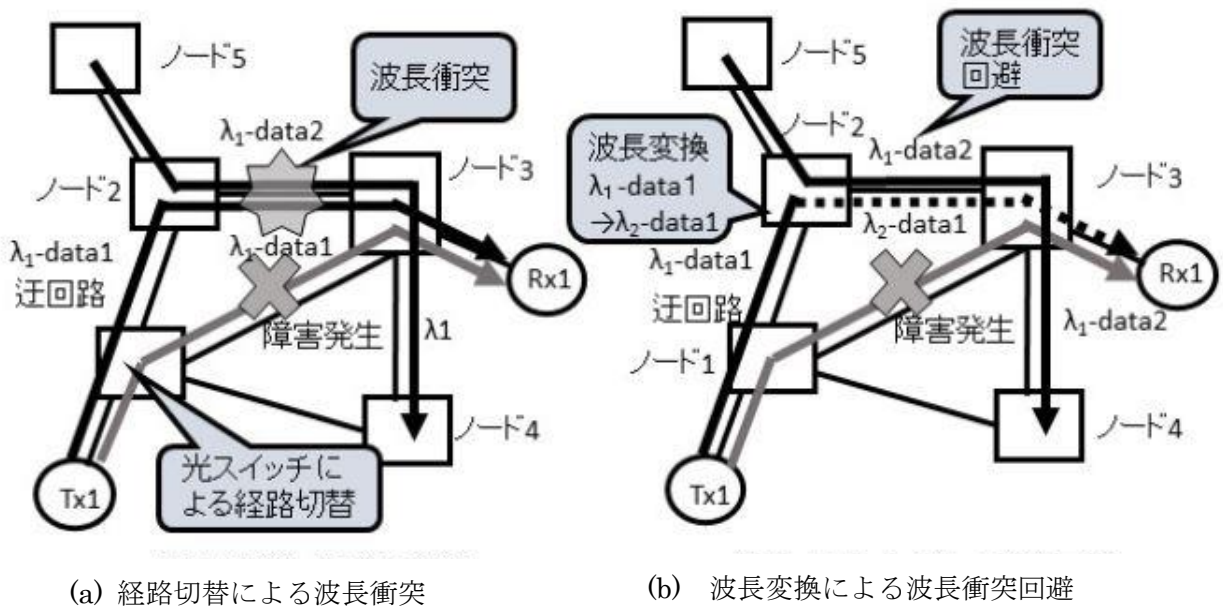 ノード5
波長衝突
λ₁-data2
ノード2
ノード3
λ₁-data1
λ₁-data1
迂回路
Rx1
障害発生
λ1
ノード4
光スイッチに
よる経路切替
Tx1
(a) 経路切替による波長衝突
ノード5
波長衝突
回避
ノード2
波長変換
λ₁-data1
→λ₂-data1
λ₁-data2
ノード3
λ₂-data1
λ₁-data1
迂回路
Rx1
障害発生
λ₁-data2
ノード1
ノード4
Tx1
(b) 波長変換による波長衝突回避